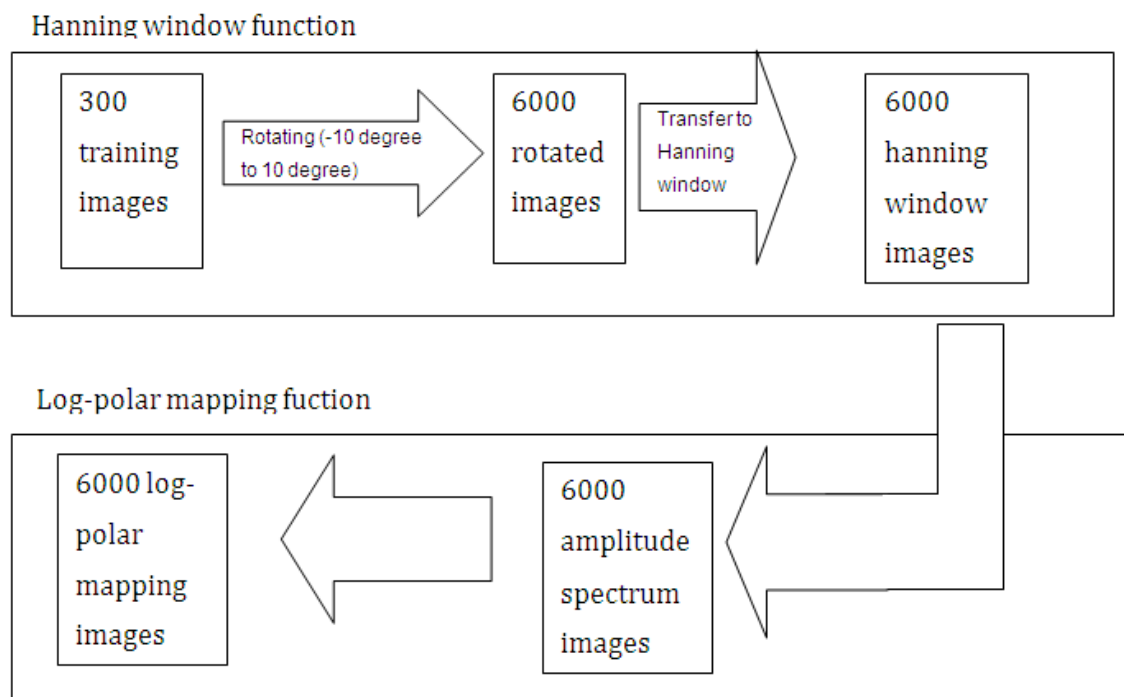 Hanning window function
300
training
images
Rotating (-10 degree
to 10 degree)
6000
rotated
images
Transfer to
Hanning
window
6000
hanning
window
images
Log-polar mapping fuction
6000 log-
polar
mapping
images
6000
amplitude
spectrum
images